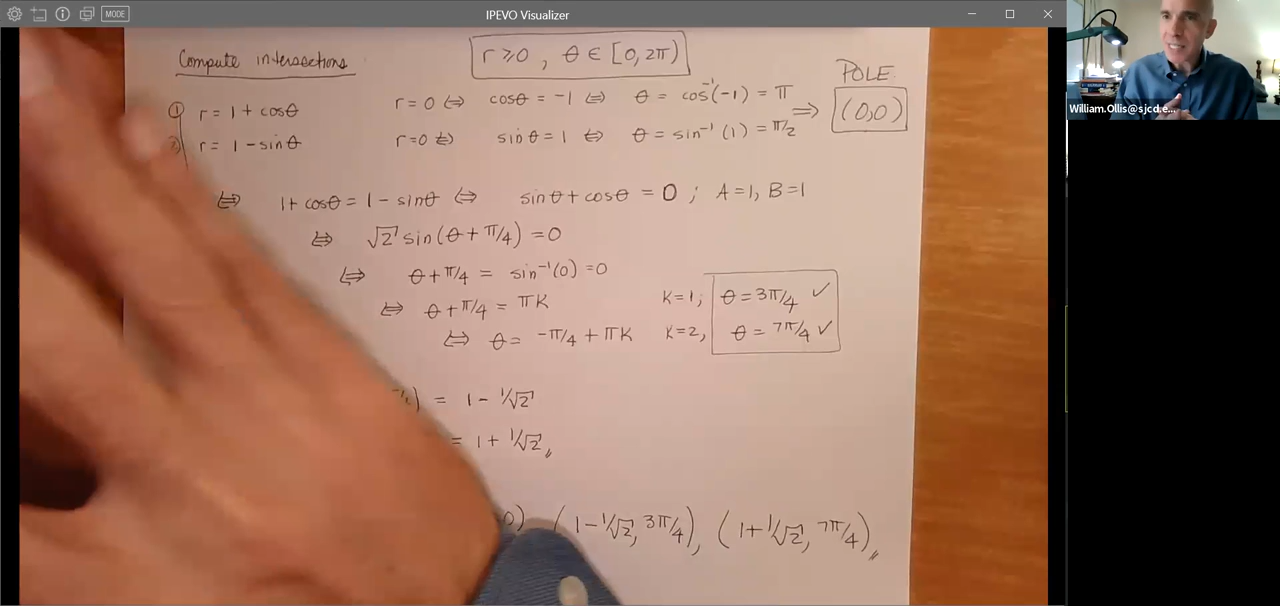 MODE
IPEVO Visualizer
William.Ollis@sjcd.e...
Compute intersections
r ≥ 0 , θ ∈ [0, 2π)
① r = 1 + cosθ
r = 0 ⇔ cosθ = -1 ⇔ θ = cos⁻¹(-1) = π
r = 1 - sinθ
r = 0 ⇔ sinθ = 1 ⇔ θ = sin⁻¹(1) = π/2
⇒ POLE
(0,0)
⇔ 1 + cosθ = 1 - sinθ ⇔ sinθ + cosθ = 0 ; A = 1, B = 1
⇔ √2 sin(θ + π/4) = 0
⇔ θ + π/4 = sin⁻¹(0) = 0
⇔ θ + π/4 = πK
K = 1, θ = 3π/4 ✓
⇔ θ = -π/4 + πK
K = 2, θ = 7π/4 ✓
= 1 - 1/√2
= 1 + 1/√2 ,,
0) (1 - 1/√2, 3π/4), (1 + 1/√2, 7π/4) ,,